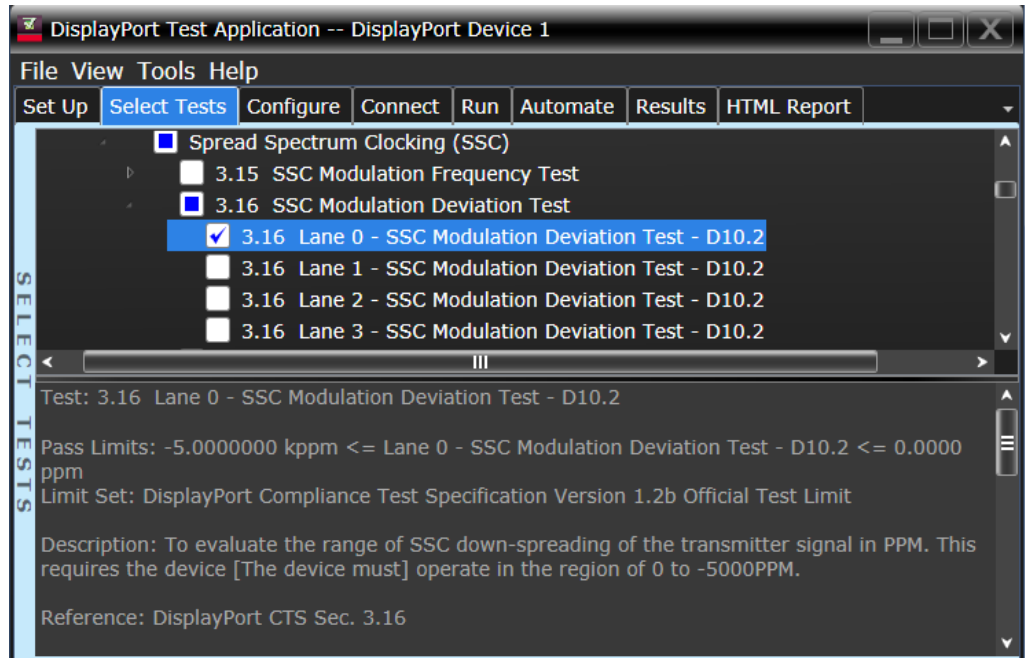 DisplayPort Test Application -- DisplayPort Device 1
File View Tools Help
Set Up Select Tests Configure Connect Run Automate Results HTML Report
Spread Spectrum Clocking (SSC)
3.15 SSC Modulation Frequency Test
3.16 SSC Modulation Deviation Test
3.16 Lane 0 - SSC Modulation Deviation Test - D10.2
3.16 Lane 1 - SSC Modulation Deviation Test - D10.2
3.16 Lane 2 - SSC Modulation Deviation Test - D10.2
3.16 Lane 3 - SSC Modulation Deviation Test - D10.2
SELECT TESTS
Test: 3.16 Lane 0 - SSC Modulation Deviation Test - D10.2
Pass Limits: -5.0000000 kppm <= Lane 0 - SSC Modulation Deviation Test - D10.2 <= 0.0000
ppm
Limit Set: DisplayPort Compliance Test Specification Version 1.2b Official Test Limit
Description: To evaluate the range of SSC down-spreading of the transmitter signal in PPM. This
requires the device [The device must] operate in the region of 0 to -5000PPM.
Reference: DisplayPort CTS Sec. 3.16